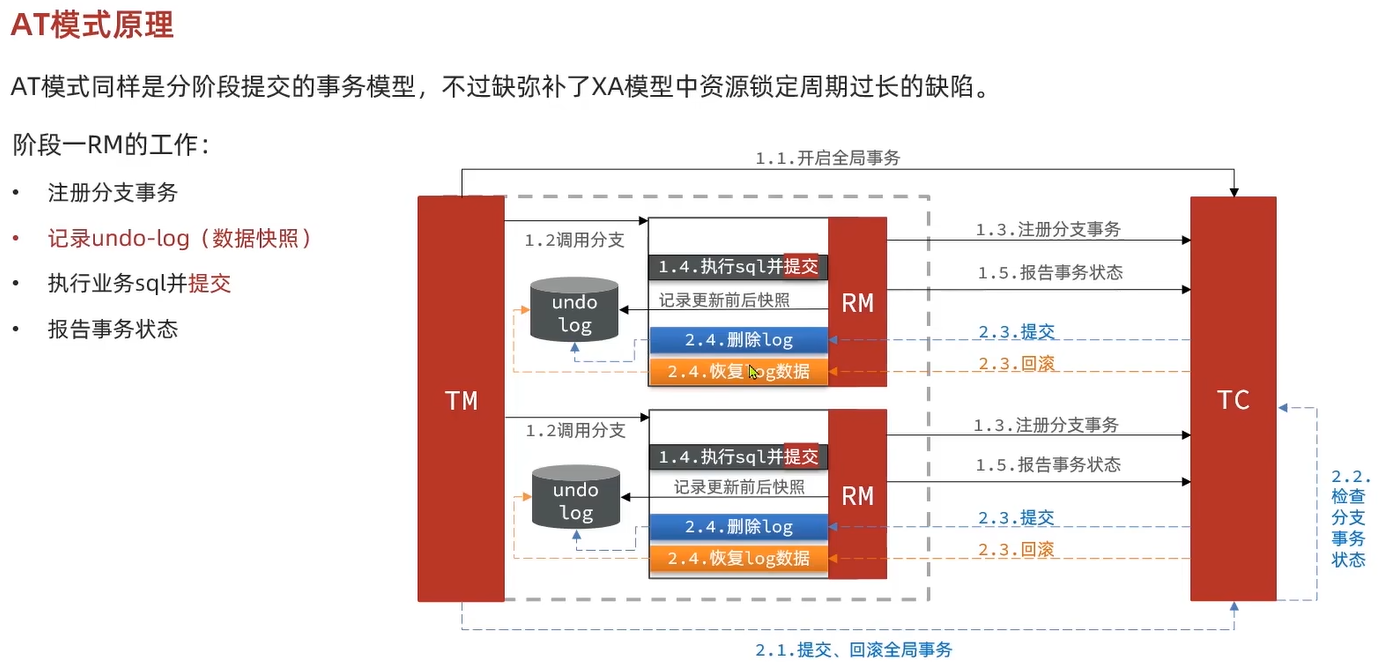 AT模式原理
AT模式同样是分阶段提交的事务模型，不过缺弥补了XA模型中资源锁定周期过长的缺陷。
阶段一RM的工作：
• 注册分支事务
• 记录undo-log（数据快照）
• 执行业务sql并提交
• 报告事务状态
1.1.开启全局事务
TM
1.2调用分支
1.4.执行sql并提交
记录更新前后快照
undo
log
2.4.删除log
2.4.恢复log数据
RM
1.3.注册分支事务
1.5.报告事务状态
2.3.提交
2.3.回滚
1.2调用分支
1.4.执行sql并提交
记录更新前后快照
undo
log
2.4.删除log
2.4.恢复log数据
RM
1.3.注册分支事务
1.5.报告事务状态
2.3.提交
2.3.回滚
TC
2.2.
检查
分支
事务
状态
2.1.提交、回滚全局事务